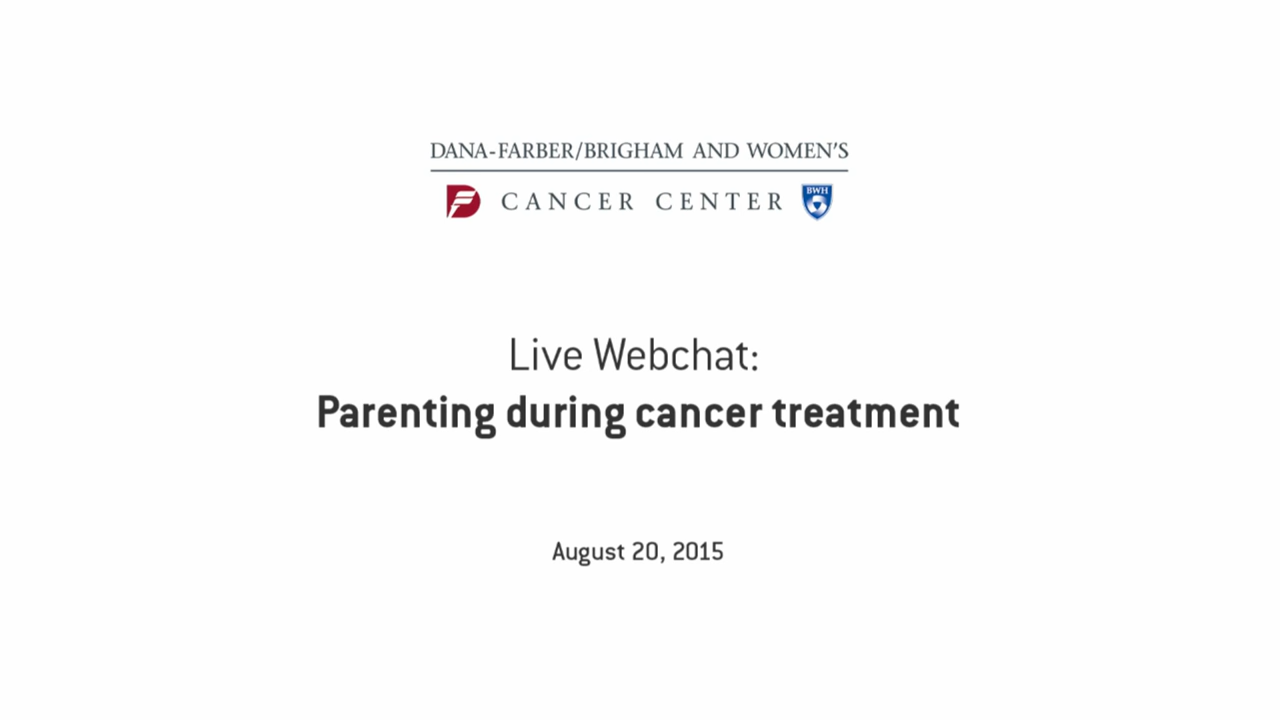 DANA-FARBER/BRIGHAM AND WOMEN'S
CANCER CENTER
BWH
Live Webchat:
Parenting during cancer treatment
August 20, 2015